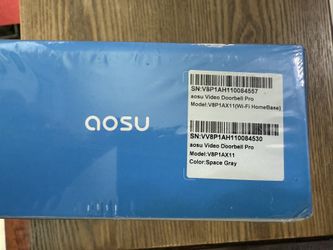 aosu
SN:V8P1AH110084557
aosu Video Doorbell Pro
Model:V8P1AX11(Wi-Fi HomeBase)
SN:VV8P1AH110084530
aosu Video Doorbell Pro
Model:V8P1AX11
Color:Space Gray